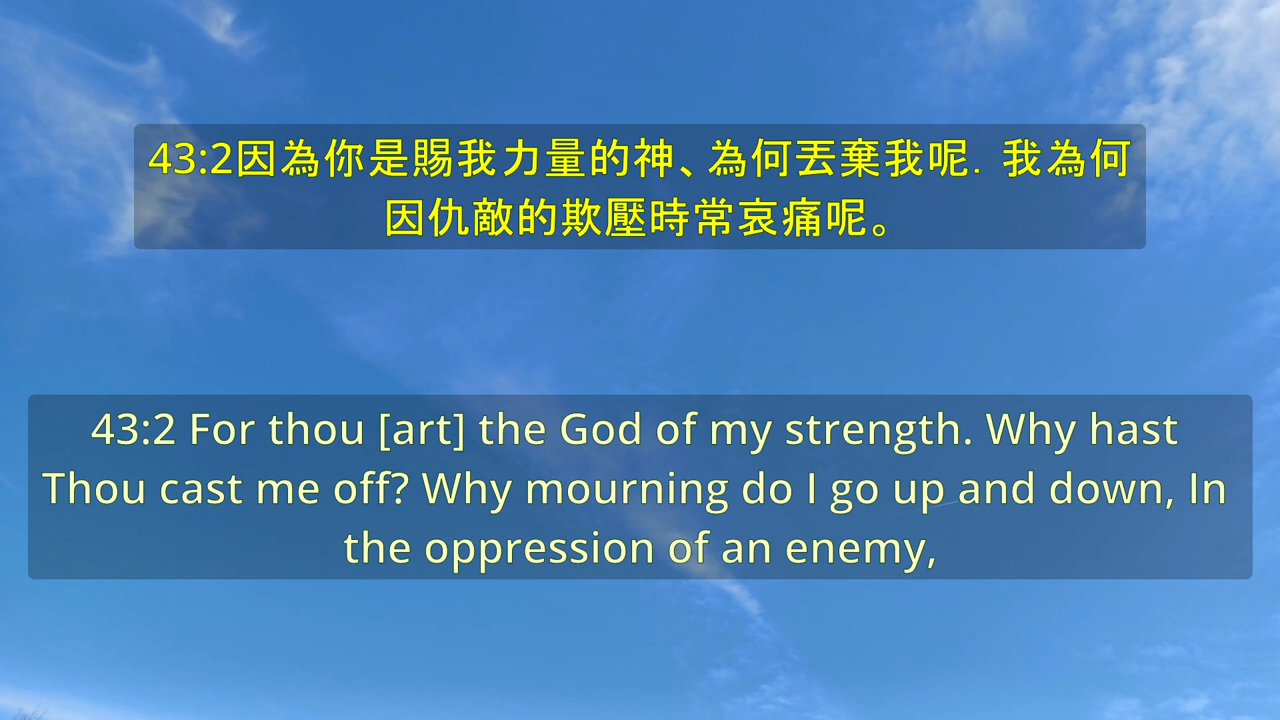 43:2因為你是賜我力量的神、為何丟棄我呢．我為何
因仇敵的欺壓時常哀痛呢。
43:2 For thou [art] the God of my strength. Why hast
Thou cast me off? Why mourning do I go up and down, In
the oppression of an enemy,